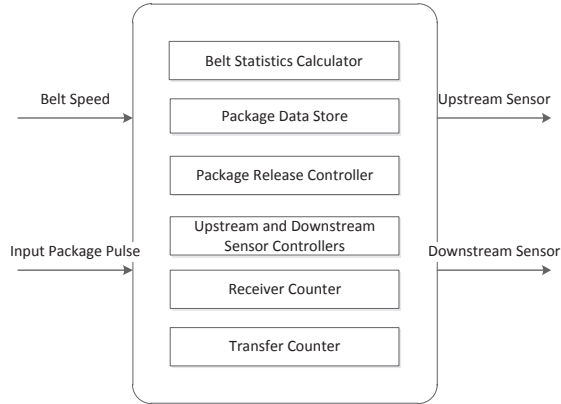 Belt Statistics Calculator
Belt Speed
Upstream Sensor
Package Data Store
Package Release Controller
Upstream and Downstream
Sensor Controllers
Input Package Pulse
Downstream Sensor
Receiver Counter
Transfer Counter